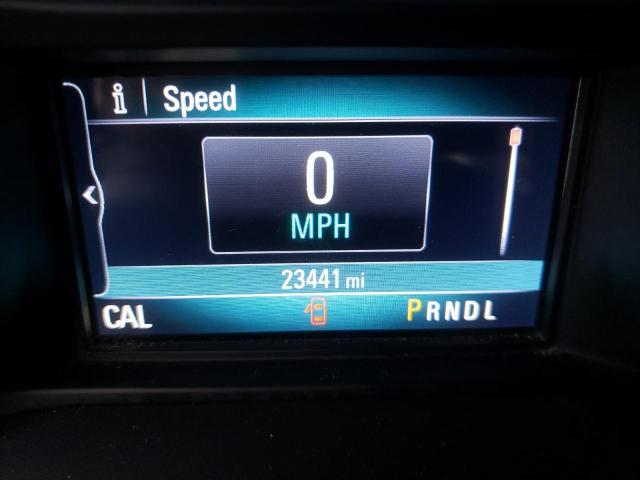 i Speed
0
MPH
23441 mi
CAL PRNDL